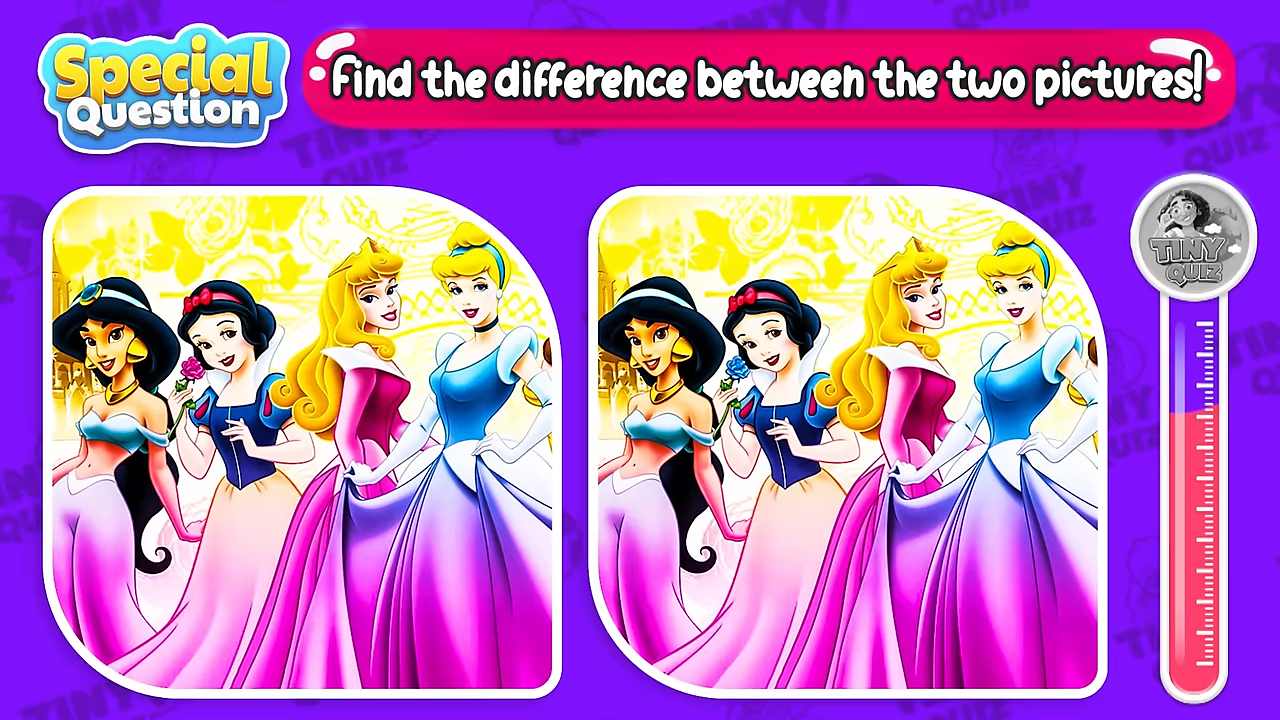 Special
Question
Find the difference between the two pictures!
TINY
QUIZ